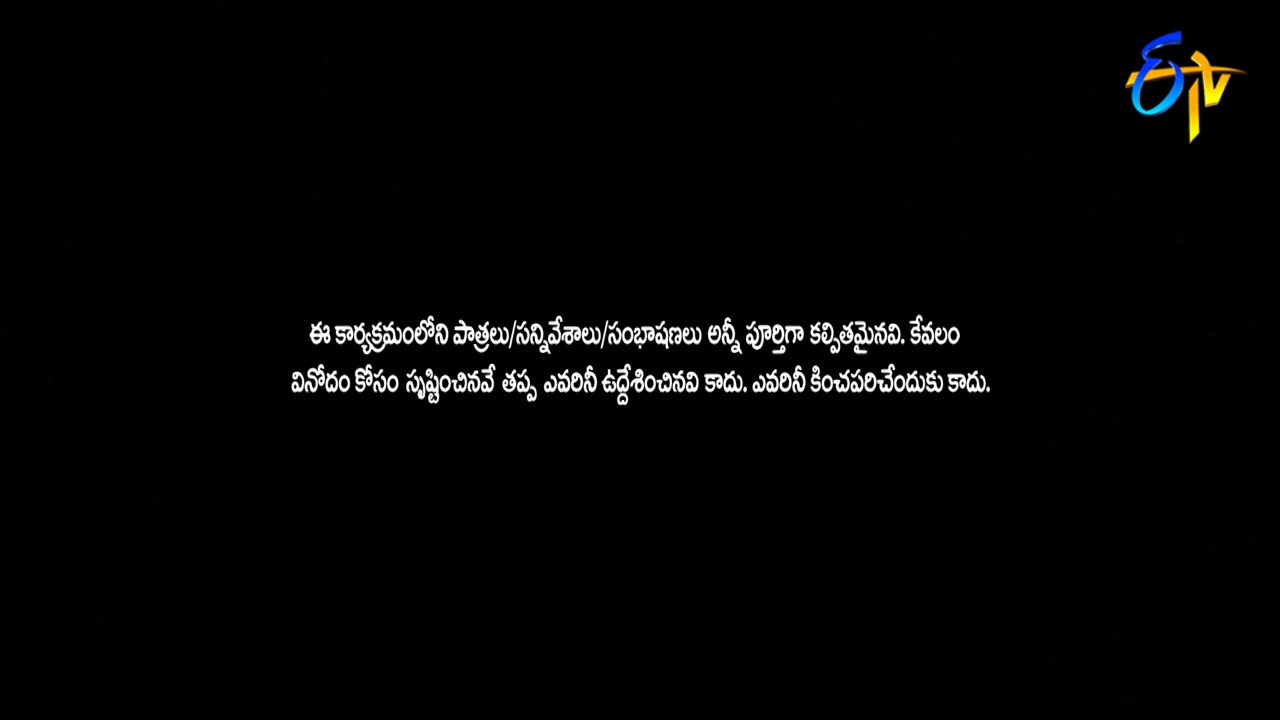 ఈ టీవీ
ఈ కార్యక్రమంలోని పాత్రలు/సన్నివేశాలు/సంభాషణలు అన్నీ పూర్తిగా కల్పితమైనవి. కేవలం
వినోదం కోసం సృష్టించినవే తప్ప ఎవరినీ ఉద్దేశించినవి కాదు. ఎవరినీ కించపరిచేందుకు కాదు.